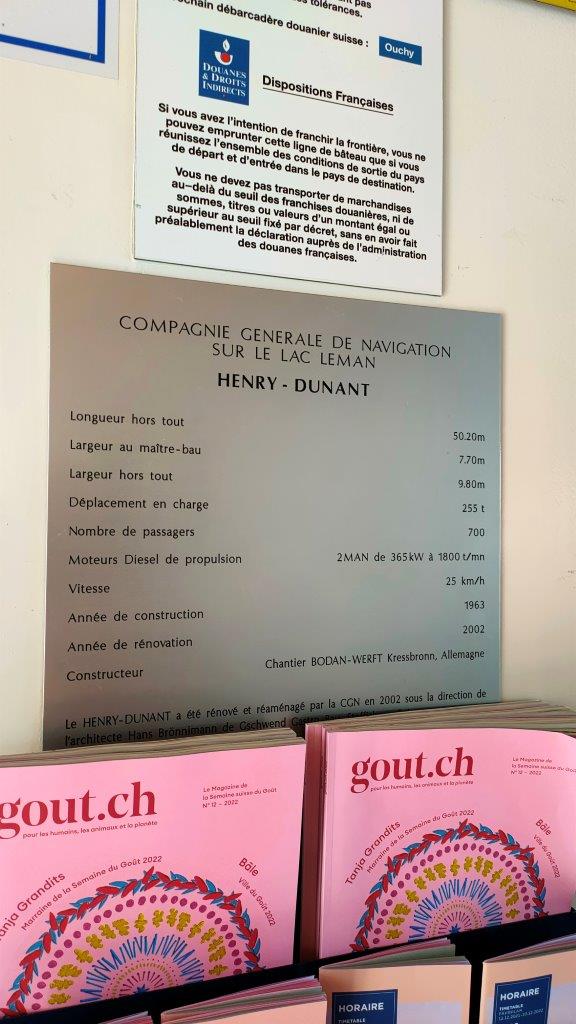 tolérances.
prochain débarcadère douanier suisse :
Ouchy
DOUANES
& DROITS
INDIRECTS
Dispositions Françaises
Si vous avez l'intention de franchir la frontière, vous ne
pouvez emprunter cette ligne de bâteau que si vous
réunissez l'ensemble des conditions de sortie du pays
de départ et d'entrée dans le pays de destination.
Vous ne devez pas transporter de marchandises
au-delà du seuil des franchises douanières, ni de
sommes, titres ou valeurs d'un montant égal ou
supérieur au seuil fixé par décret, sans en avoir fait
préalablement la déclaration auprès de l'administration
des douanes françaises.
COMPAGNIE GENERALE DE NAVIGATION
SUR LE LAC LEMAN
HENRY - DUNANT
Longueur hors tout 50.20m
Largeur au maître-bau 7.70m
Largeur hors tout 9.80m
Déplacement en charge 255 t
Nombre de passagers 700
Moteurs Diesel de propulsion 2MAN de 365kW à 1800 t/mn
Vitesse 25 km/h
Année de construction 1963
Année de rénovation 2002
Constructeur Chantier BODAN-WERFT Kressbronn, Allemagne
Le HENRY-DUNANT a été rénové et réaménagé par la CGN en 2002 sous la direction de
l'architecte Hans Brönnimann de Gschwend Gastro
gout.ch
pour les humains, les animaux et la planète
Le Magazine de
la Semaine suisse du Goût
N° 12 – 2022
Tanja Grandits
Marraine de la Semaine du Goût 2022
Bâle
Ville du Goût 2022
gout.ch
pour les humains, les animaux et la planète
Le Magazine de
la Semaine suisse du Goût
N° 12 – 2022
Tanja Grandits
Marraine de la Semaine du Goût 2022
Bâle
Ville du Goût 2022
HORAIRE
TIMETABLE
FAHRPLAN
HORAIRE
TIMETABLE
FAHRPLAN